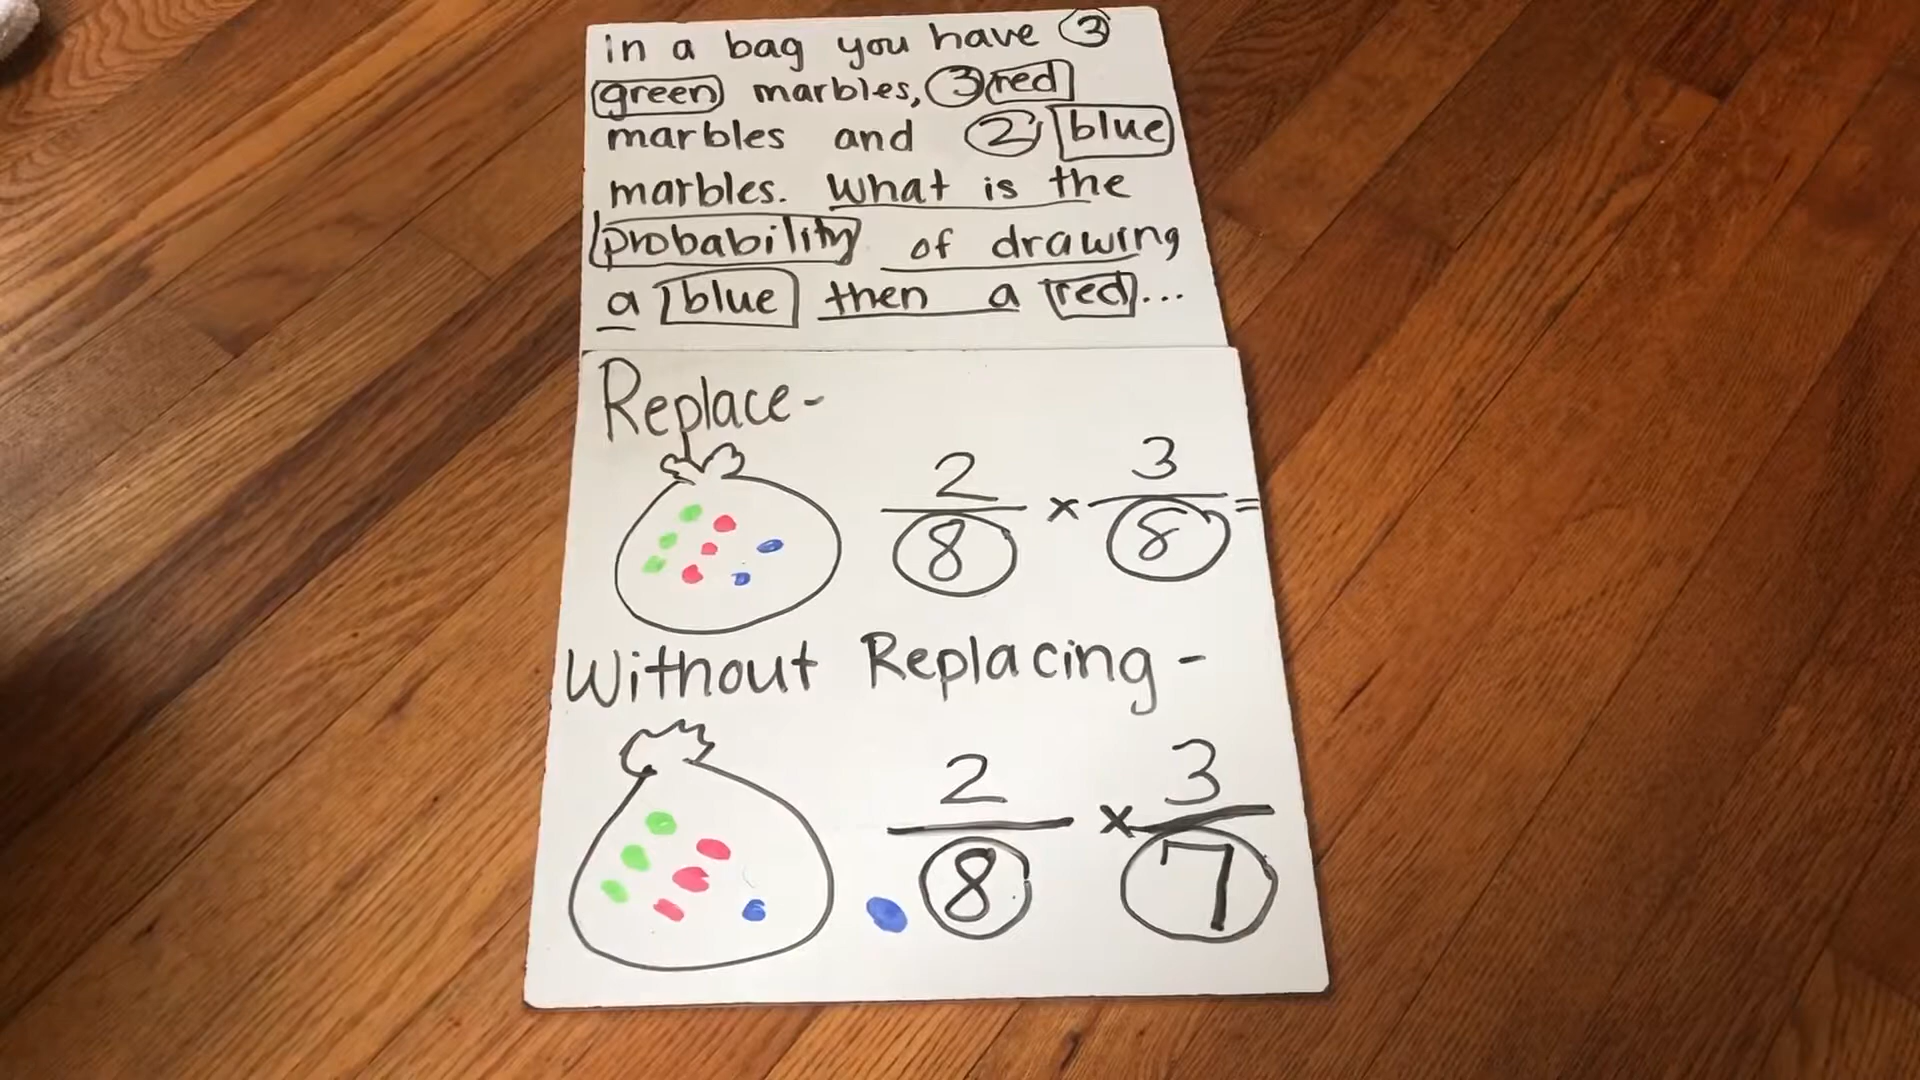 in a bag you have 3
green marbles, 3 red
marbles and 2 blue
marbles. What is the
probability of drawing
a blue then a red...
Replace-
2/8 x 3/8 =
Without Replacing-
2/8 x 3/7